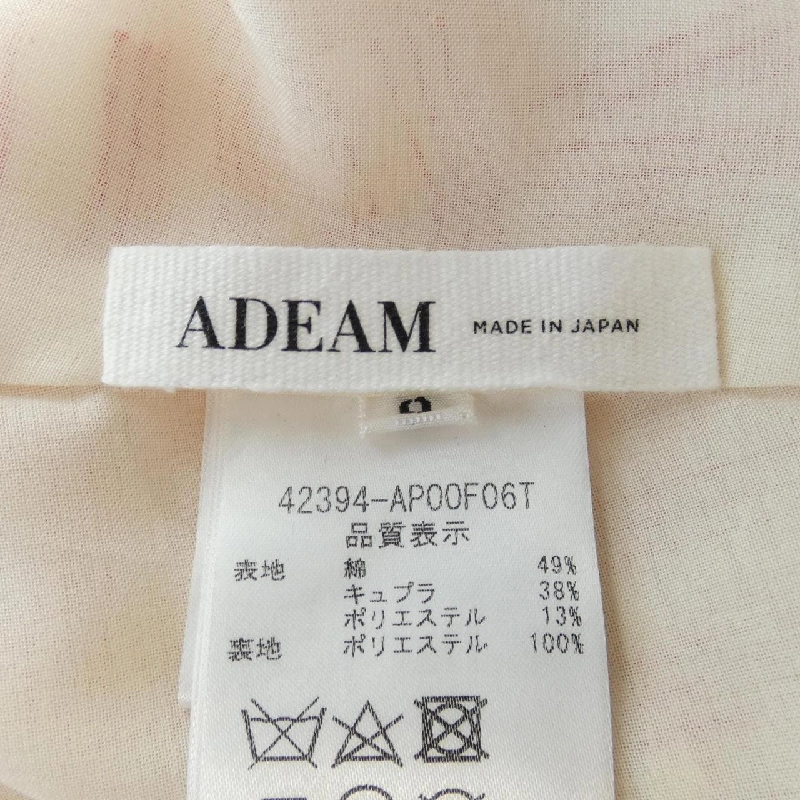 ADEAM MADE IN JAPAN
42394-AP00F06T
品質表示
表地 綿 49%
キュプラ 38%
ポリエステル 13%
裏地 ポリエステル 100%